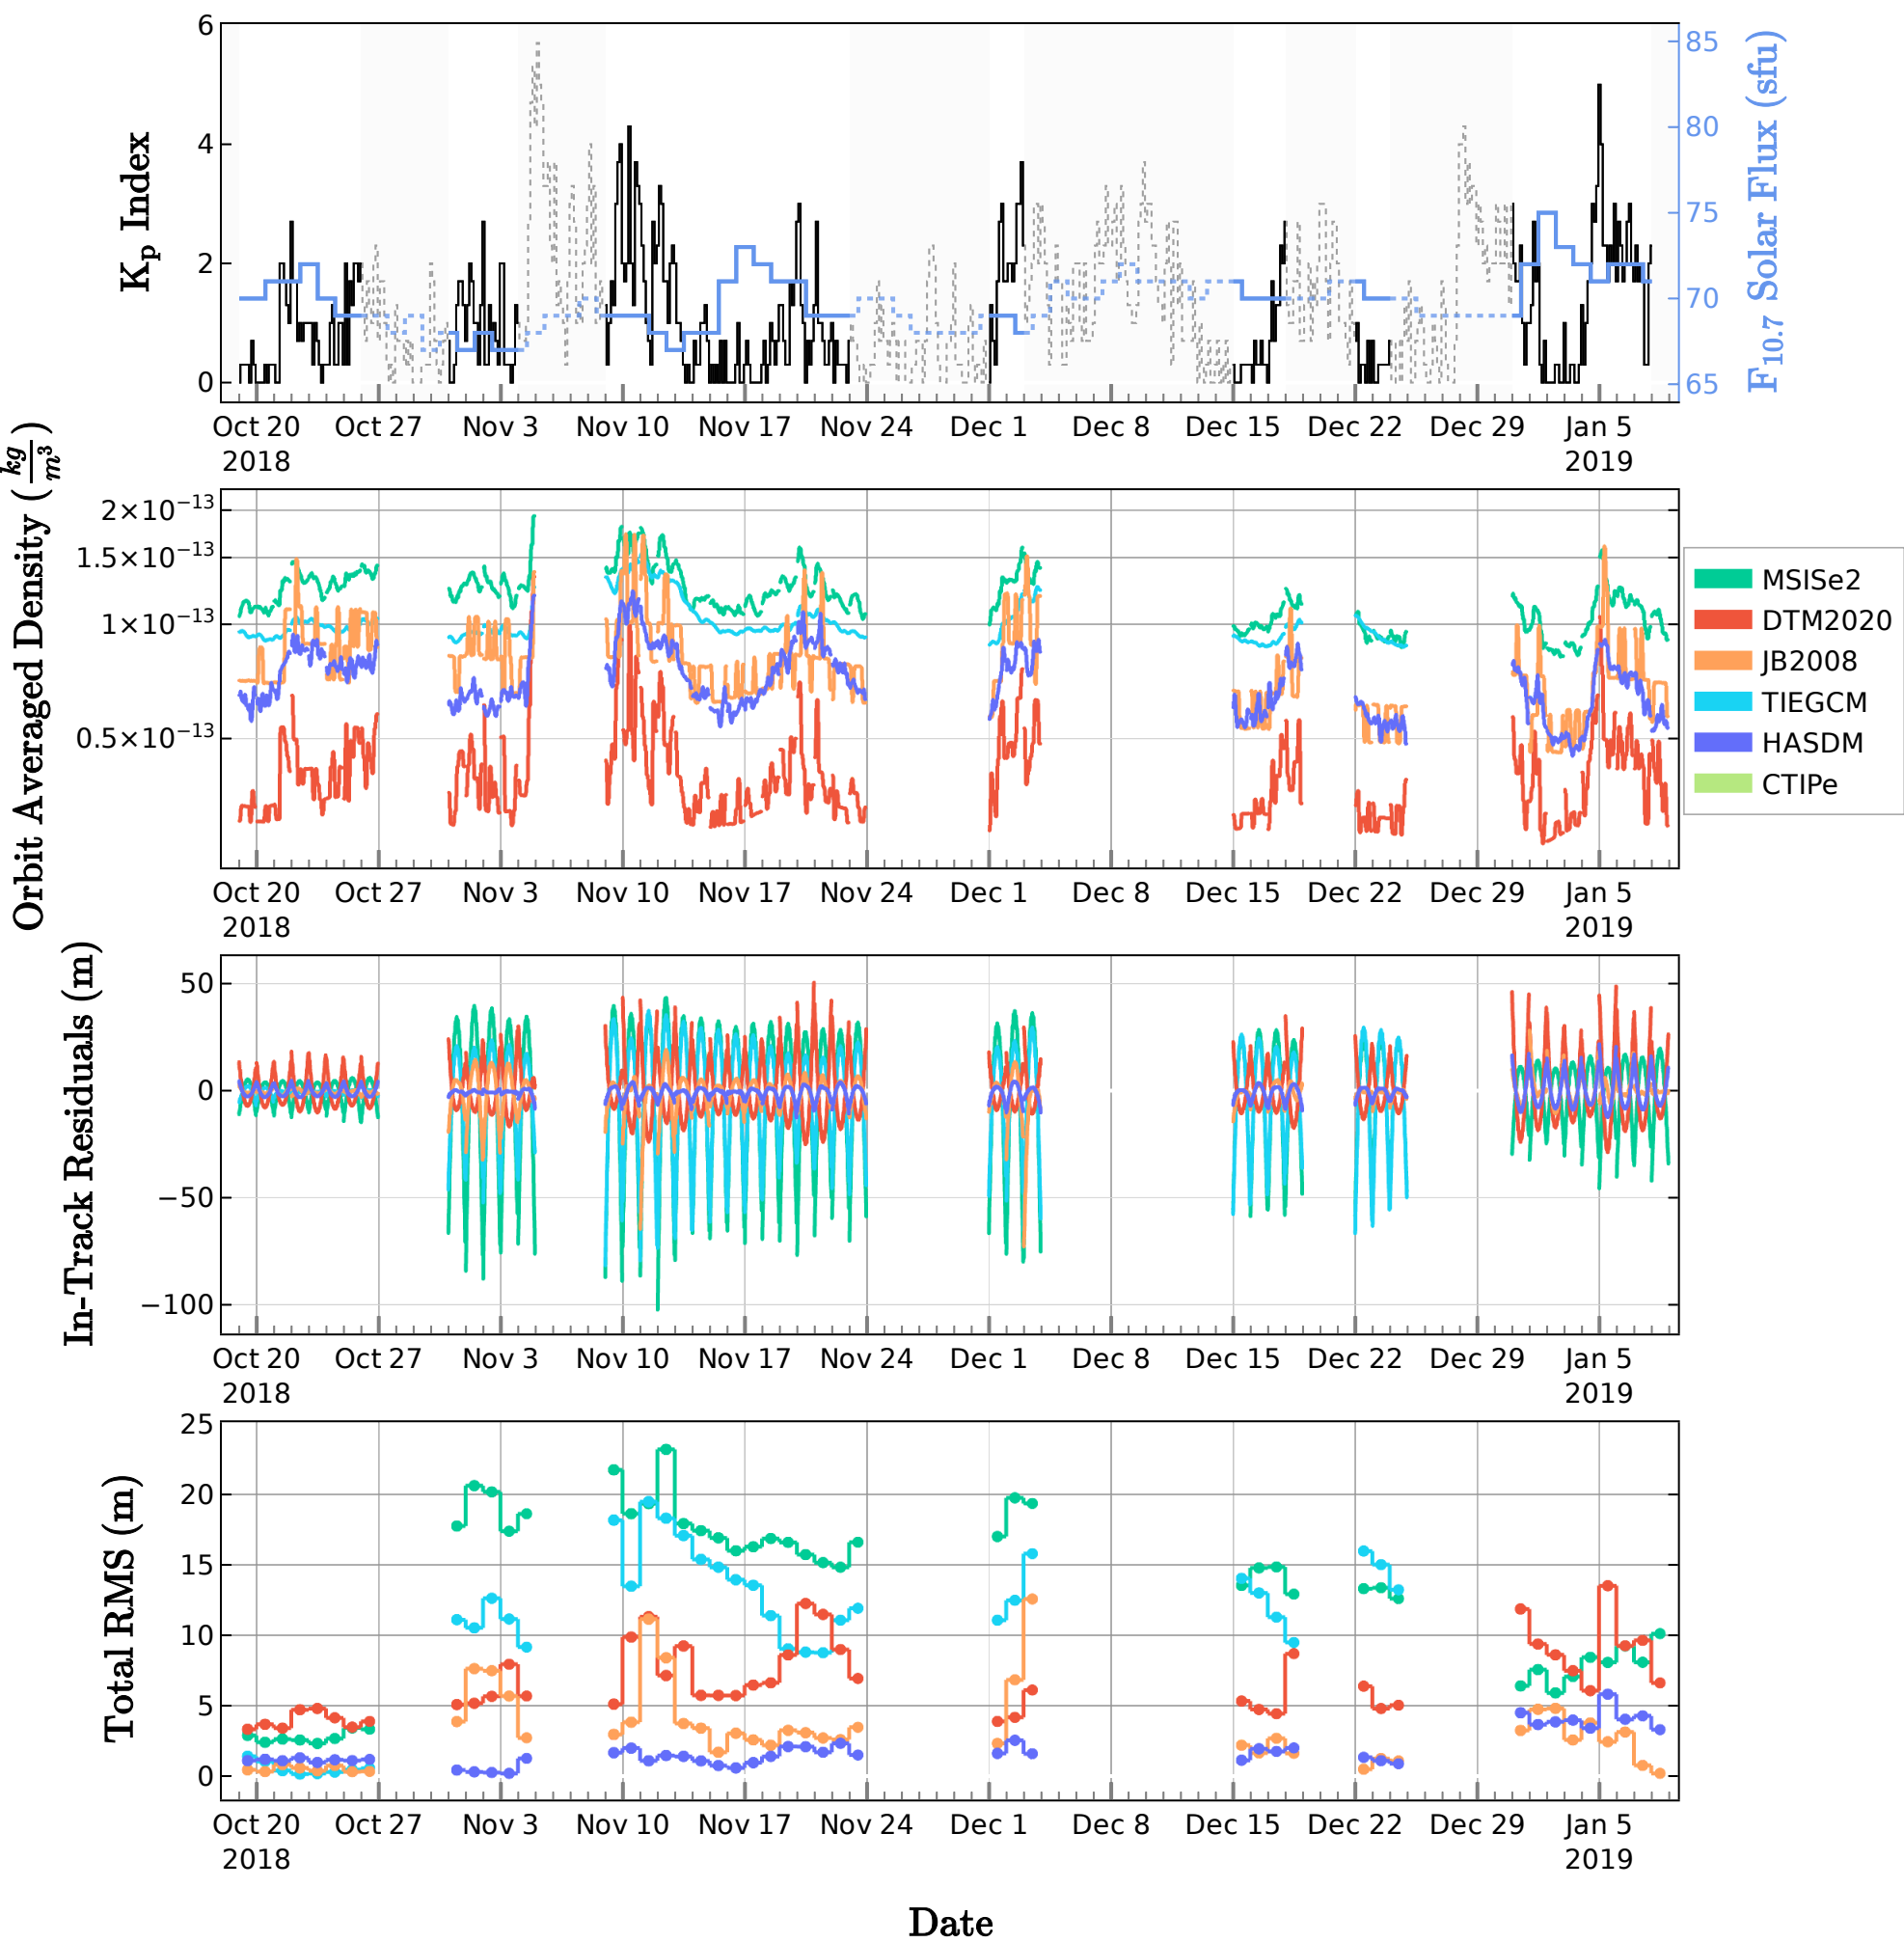 6
4
2
0
K_p Index
85
80
75
70
65
F_10.7 Solar Flux (sfu)
Oct 20 Oct 27 Nov 3 Nov 10 Nov 17 Nov 24 Dec 1 Dec 8 Dec 15 Dec 22 Dec 29 Jan 5
2018 2019
Orbit Averaged Density (kg/m³)
2×10⁻¹³
1.5×10⁻¹³
1×10⁻¹³
0.5×10⁻¹³
MSISe2
DTM2020
JB2008
TIEGCM
HASDM
CTIPe
Oct 20 Oct 27 Nov 3 Nov 10 Nov 17 Nov 24 Dec 1 Dec 8 Dec 15 Dec 22 Dec 29 Jan 5
2018 2019
In-Track Residuals (m)
50
0
−50
−100
Oct 20 Oct 27 Nov 3 Nov 10 Nov 17 Nov 24 Dec 1 Dec 8 Dec 15 Dec 22 Dec 29 Jan 5
2018 2019
Total RMS (m)
25
20
15
10
5
0
Oct 20 Oct 27 Nov 3 Nov 10 Nov 17 Nov 24 Dec 1 Dec 8 Dec 15 Dec 22 Dec 29 Jan 5
2018 2019
Date